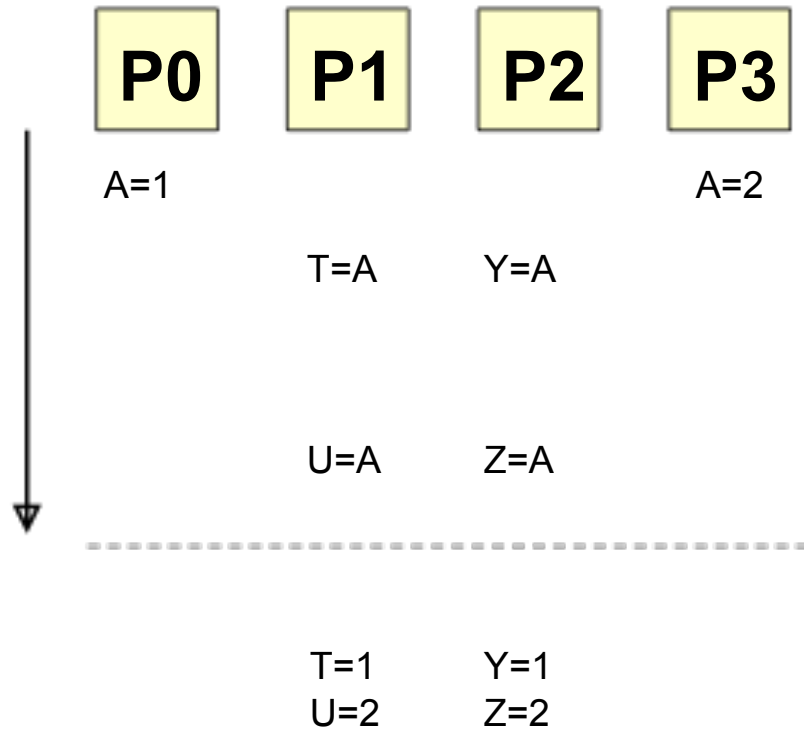 P0 P1 P2 P3
A=1 A=2
T=A Y=A
U=A Z=A
T=1 Y=1
U=2 Z=2